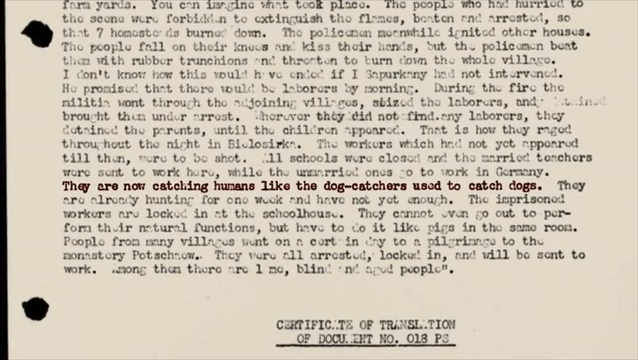 farm yards. You can imagine what took place. The people who had hurried to
the scene were forbidden to extinguish the flames, beaten and arrested, so
that 7 homesteads burned down. The policemen meanwhile ignited other houses.
The people fall on their knees and kiss their hands, but the policemen beat
them with rubber trunchions and threaten to burn down the whole village.
I don't know how this would have ended if I Sapurkany had not intervened.
He promised that there would be laborers by morning. During the fire the
militia went through the adjoining villages, seized the laborers, and
brought them under arrest. Wherever they did not find any laborers, they
detained the parents, until the children appeared. That is how they raged
throughout the night in Bielosirka. The workers which had not yet appeared
till then, were to be shot. All schools were closed and the married teachers
were sent to work here, while the unmarried ones go to work in Germany.
They are now catching humans like the dog-catchers used to catch dogs. They
are already hunting for one week and have not yet enough. The imprisoned
workers are locked in at the schoolhouse. They cannot even go out to per-
form their natural functions, but have to do it like pigs in the same room.
People from many villages went on a certain day to a pilgrimage to the
monastery Potschaew. They were all arrested, locked in, and will be sent to
work. Among them there are lame, blind and aged people".
CERTIFICATE OF TRANSLATION
OF DOCUMENT NO. 018 PS